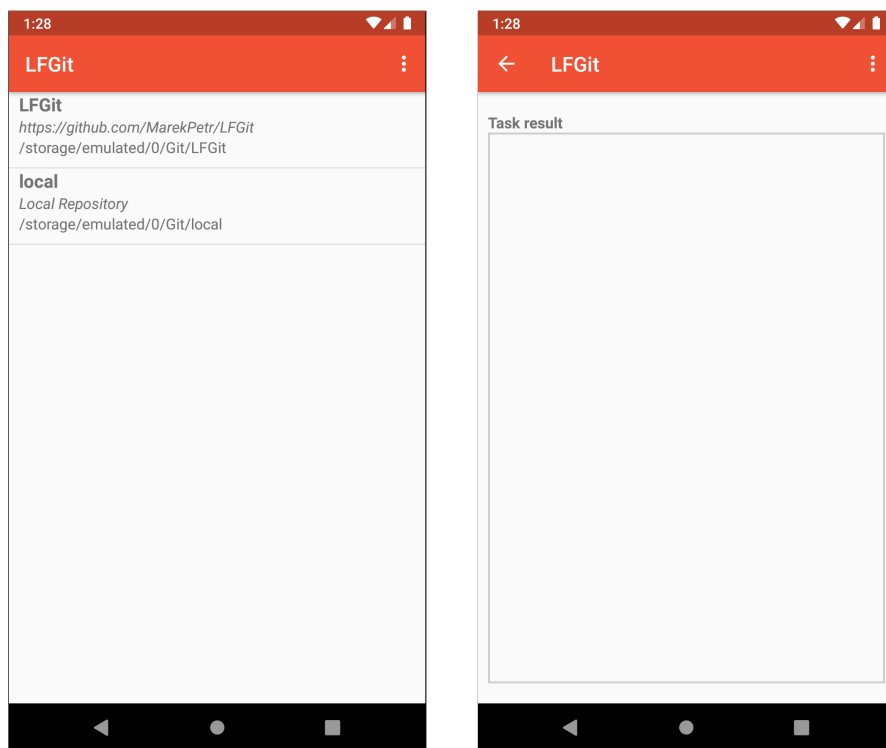 1:28
LFGit
LFGit
https://github.com/MarekPetr/LFGit
/storage/emulated/0/Git/LFGit
local
Local Repository
/storage/emulated/0/Git/local
1:28
LFGit
Task result